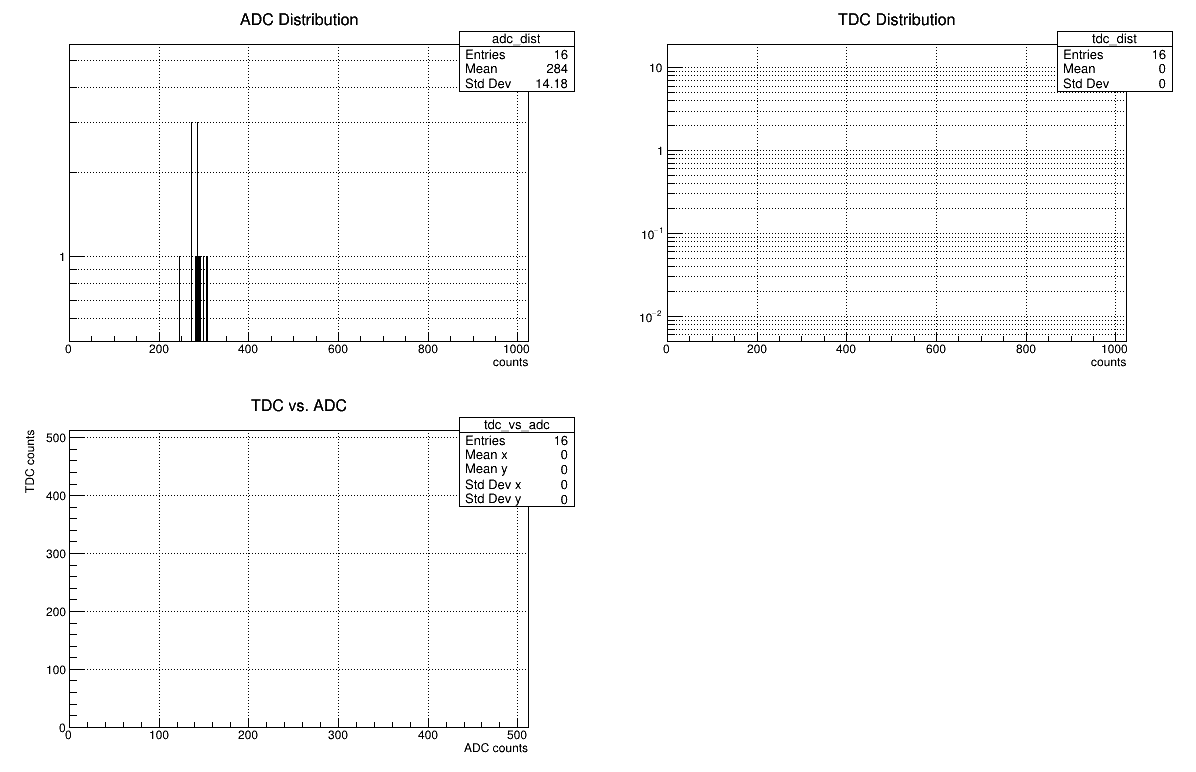 ADC Distribution
adc_dist
Entries 16
Mean 284
Std Dev 14.18
1
0 200 400 600 800 1000
counts
TDC Distribution
tdc_dist
Entries 16
Mean 0
Std Dev 0
10
1
10⁻¹
10⁻²
0 200 400 600 800 1000
counts
TDC vs. ADC
tdc_vs_adc
Entries 16
Mean x 0
Mean y 0
Std Dev x 0
Std Dev y 0
TDC counts
500
400
300
200
100
0
0 100 200 300 400 500
ADC counts